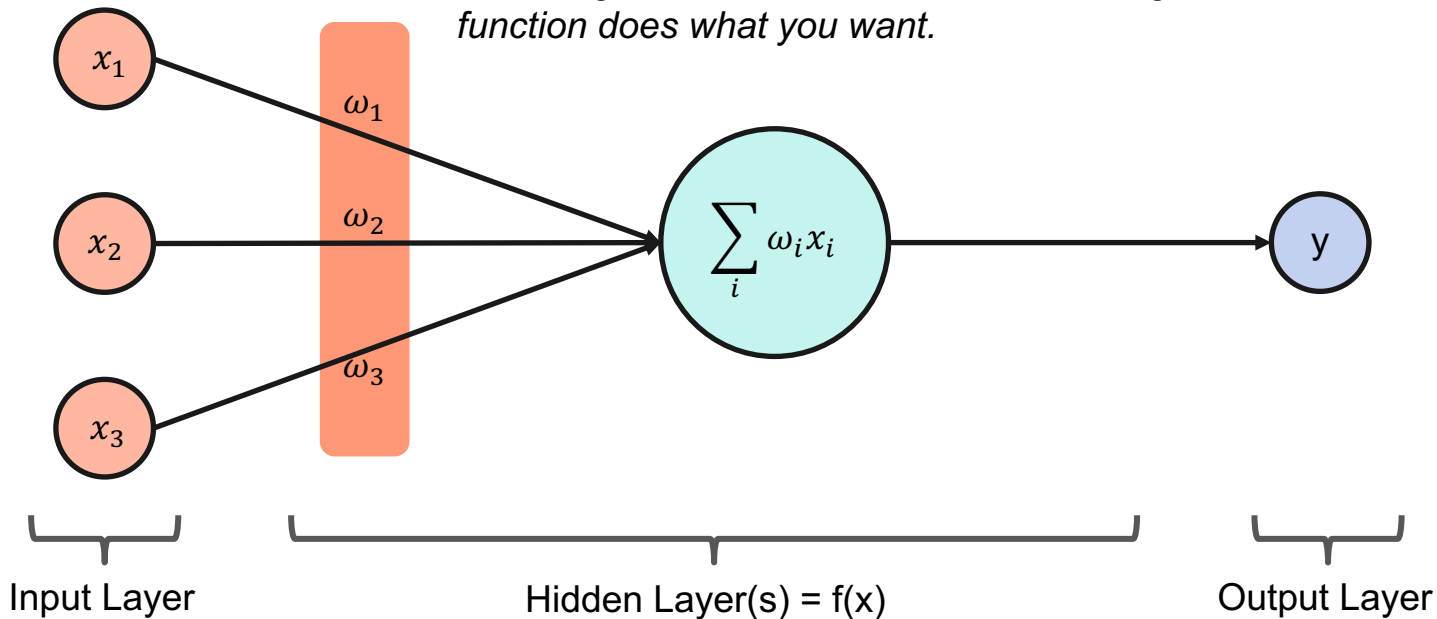 function does what you want.
x₁
ω₁
x₂
ω₂
∑ᵢ ωᵢxᵢ
y
ω₃
x₃
Input Layer
Hidden Layer(s) = f(x)
Output Layer